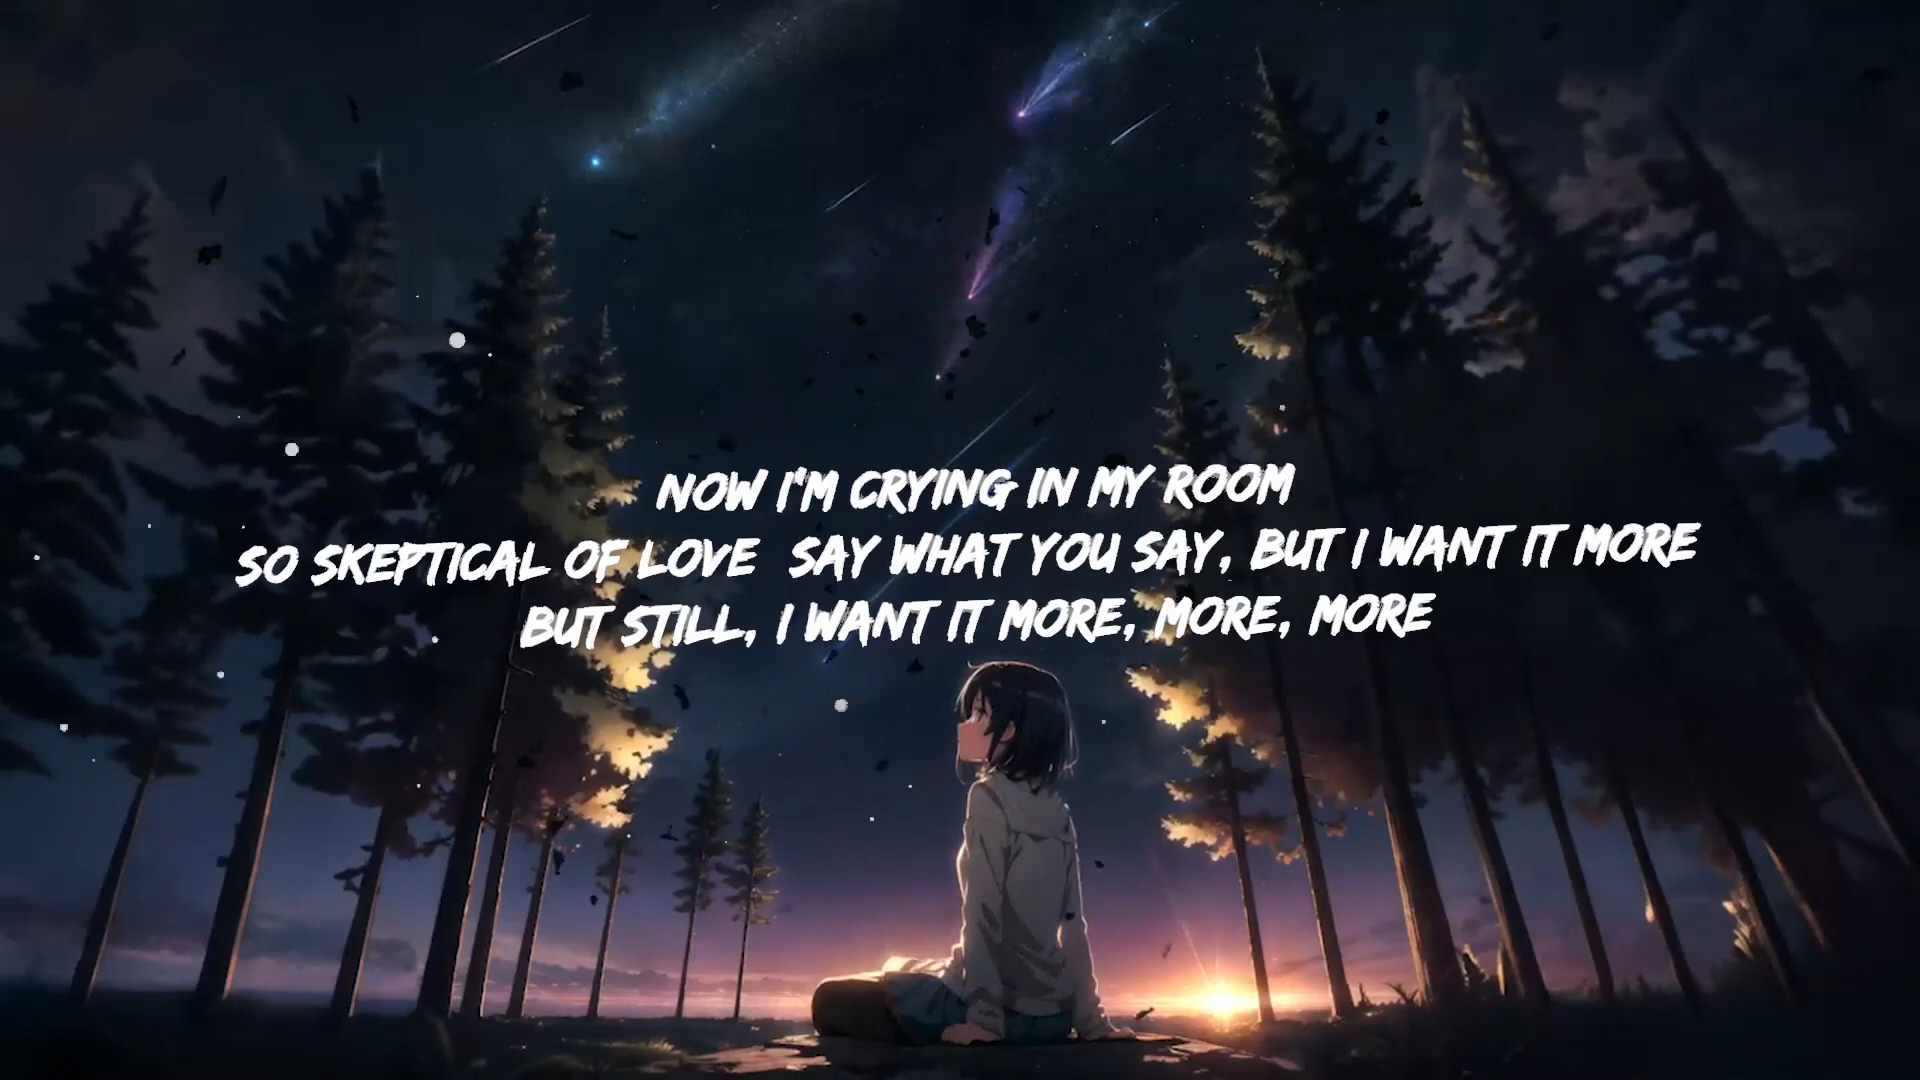 NOW I'M CRYING IN MY ROOM
SO SKEPTICAL OF LOVE  SAY WHAT YOU SAY, BUT I WANT IT MORE
BUT STILL, I WANT IT MORE, MORE, MORE